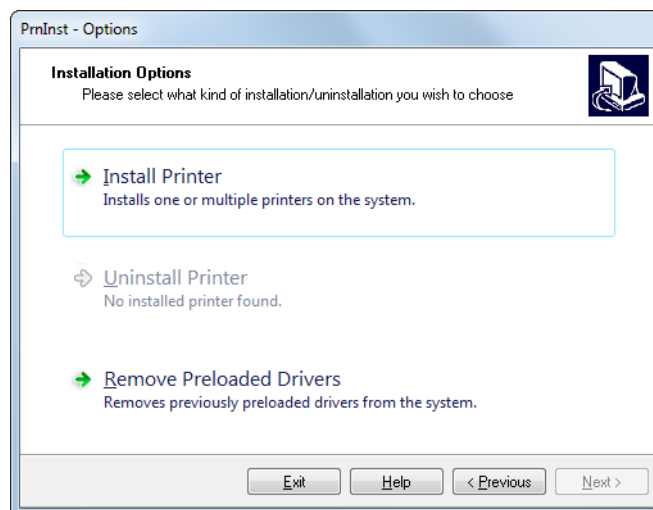 PrnInst - Options
Installation Options
Please select what kind of installation/uninstallation you wish to choose
Install Printer
Installs one or multiple printers on the system.
Uninstall Printer
No installed printer found.
Remove Preloaded Drivers
Removes previously preloaded drivers from the system.
Exit Help < Previous Next >